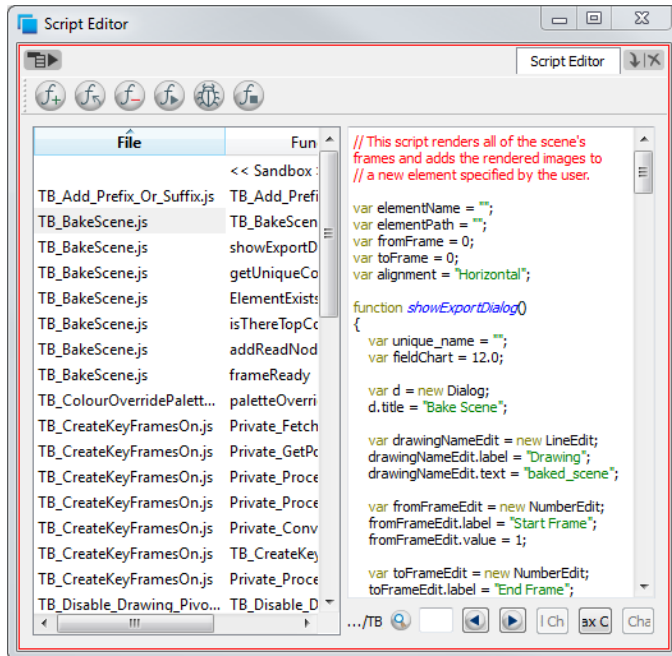 Script Editor
Script Editor
File Fun
<< Sandbox
TB_Add_Prefix_Or_Suffix.js TB_Add_Prefi
TB_BakeScene.js TB_BakeScen
TB_BakeScene.js showExportD
TB_BakeScene.js getUniqueCo
TB_BakeScene.js ElementExists
TB_BakeScene.js isThereTopCo
TB_BakeScene.js addReadNod
TB_BakeScene.js frameReady
TB_ColourOverridePalett... paletteOverri
TB_CreateKeyFramesOn.js Private_Fetch
TB_CreateKeyFramesOn.js Private_GetPo
TB_CreateKeyFramesOn.js Private_Proce
TB_CreateKeyFramesOn.js Private_Proce
TB_CreateKeyFramesOn.js Private_Conv
TB_CreateKeyFramesOn.js TB_CreateKey
TB_CreateKeyFramesOn.js Private_Proce
TB_Disable_Drawing_Pivo... TB_Disable_D
// This script renders all of the scene's
frames and adds the rendered images to
// a new element specified by the user.
var elementName = "";
var elementPath = "";
var fromFrame = 0;
var toFrame = 0;
var alignment = "Horizontal";
function showExportDialog()
{
var unique_name = "";
var fieldChart = 12.0;
var d = new Dialog;
d.title = "Bake Scene";
var drawingNameEdit = new LineEdit;
drawingNameEdit.label = "Drawing";
drawingNameEdit.text = "baked_scene";
var fromFrameEdit = new NumberEdit;
fromFrameEdit.label = "Start Frame";
fromFrameEdit.value = 1;
var toFrameEdit = new NumberEdit;
toFrameEdit.label = "End Frame";
.../TB l Ch ax C Cha